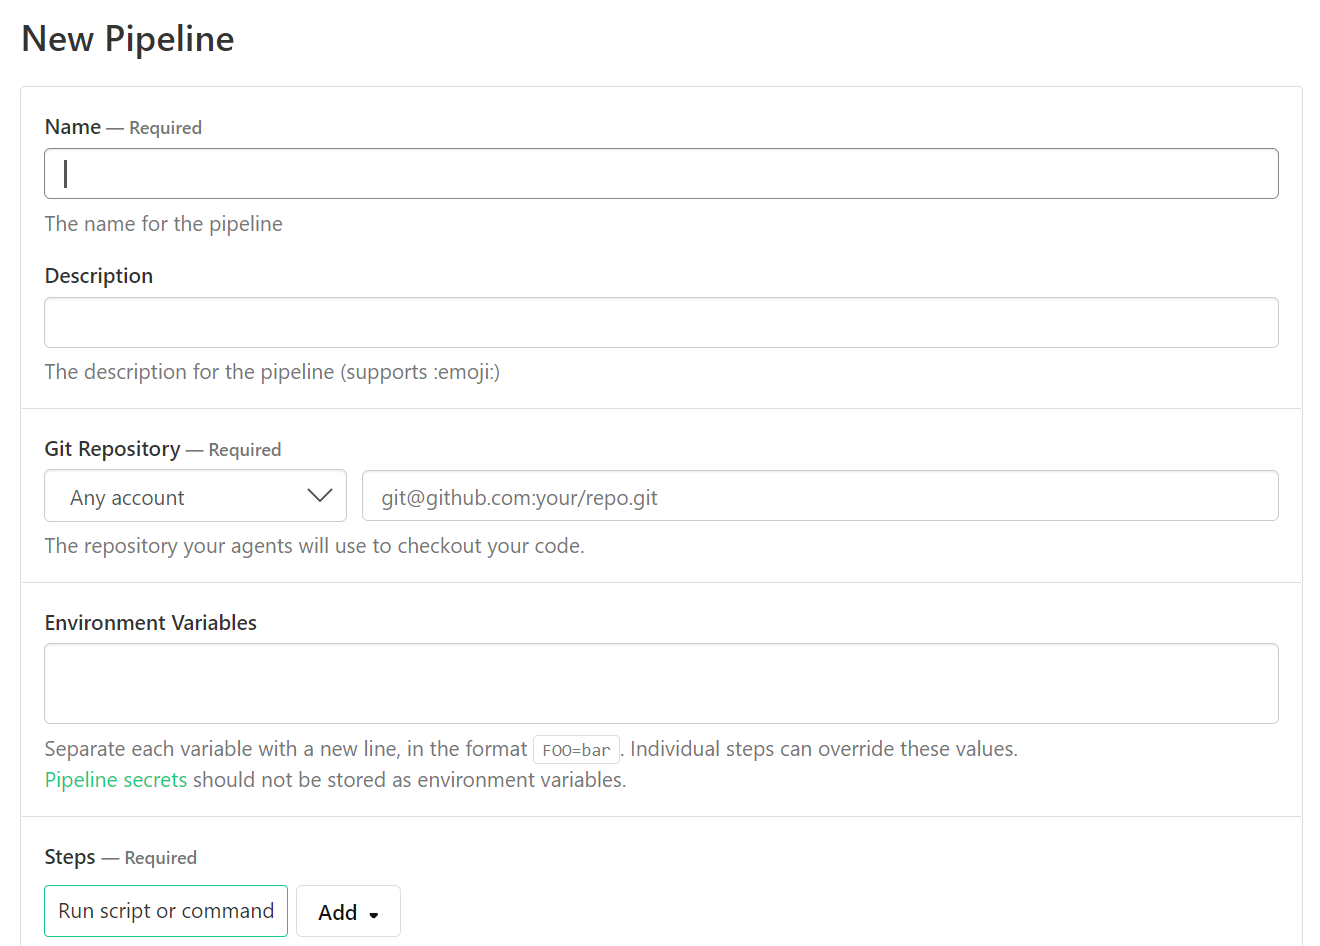 New Pipeline
Name — Required
The name for the pipeline
Description
The description for the pipeline (supports :emoji:)
Git Repository — Required
Any account git@github.com:your/repo.git
The repository your agents will use to checkout your code.
Environment Variables
Separate each variable with a new line, in the format FOO=bar. Individual steps can override these values.
Pipeline secrets should not be stored as environment variables.
Steps — Required
Run script or command Add